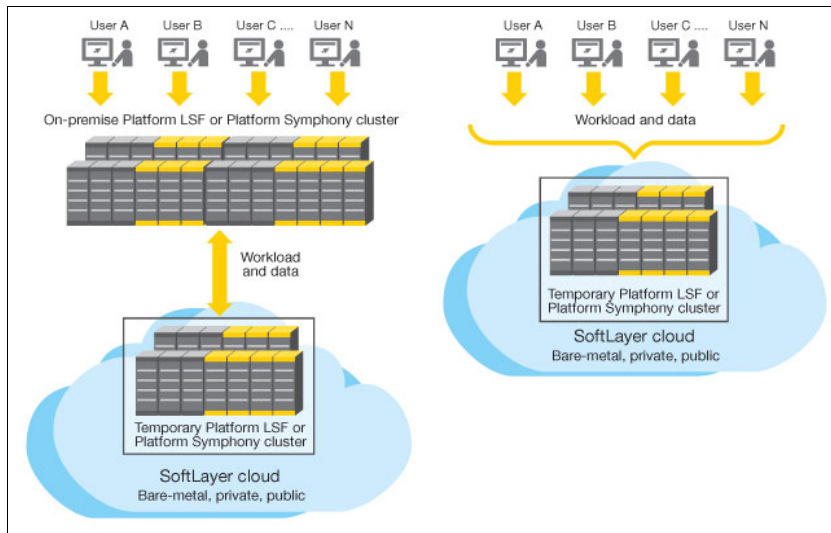 User A User B User C .... User N
On-premise Platform LSF or Platform Symphony cluster
Workload
and data
Temporary Platform LSF or
Platform Symphony cluster
SoftLayer cloud
Bare-metal, private, public
User A User B User C .... User N
Workload and data
Temporary Platform LSF or
Platform Symphony cluster
SoftLayer cloud
Bare-metal, private, public